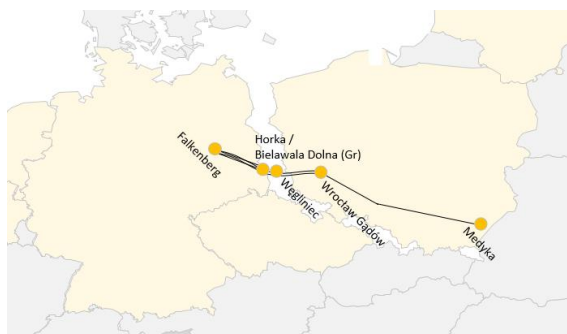 Falkenberg
Horka /
Bielawala Dolna (Gr)
Węgliniec
Wrocław Gądów
Medyka